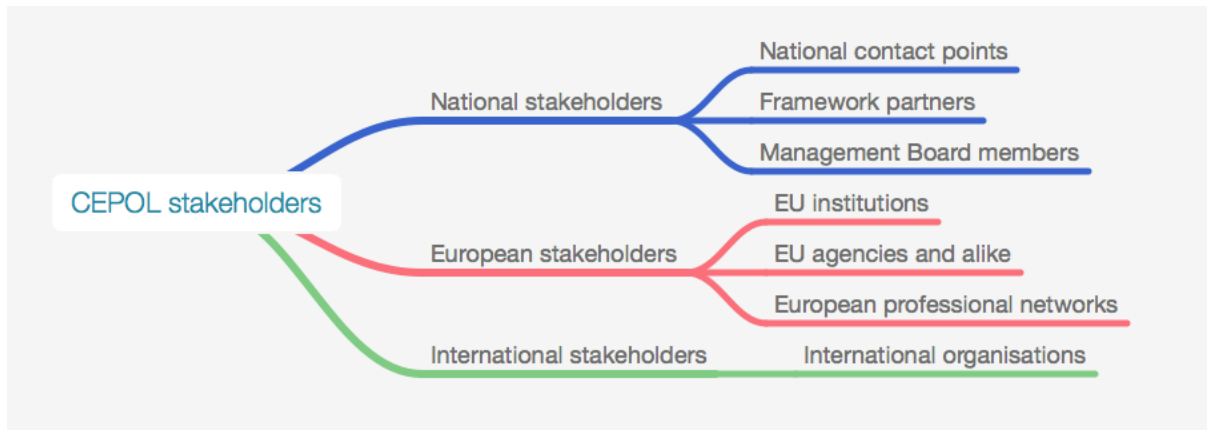 CEPOL stakeholders
National stakeholders
National contact points
Framework partners
Management Board members
European stakeholders
EU institutions
EU agencies and alike
European professional networks
International stakeholders
International organisations